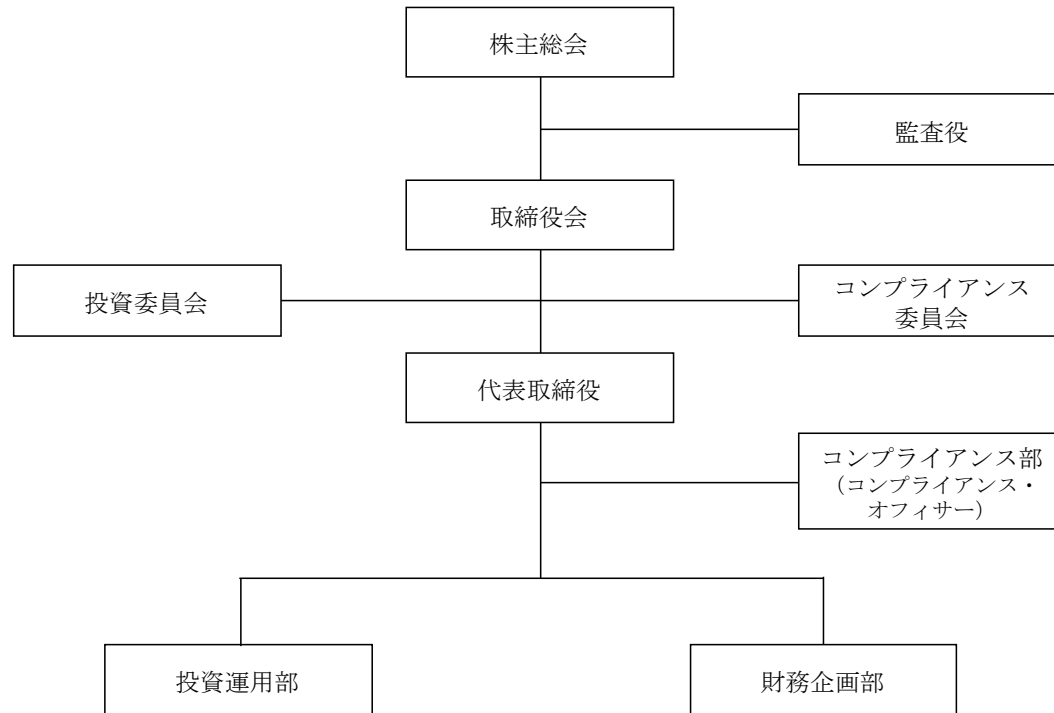 株主総会
監査役
取締役会
投資委員会
コンプライアンス
委員会
代表取締役
コンプライアンス部
（コンプライアンス・
オフィサー）
投資運用部
財務企画部